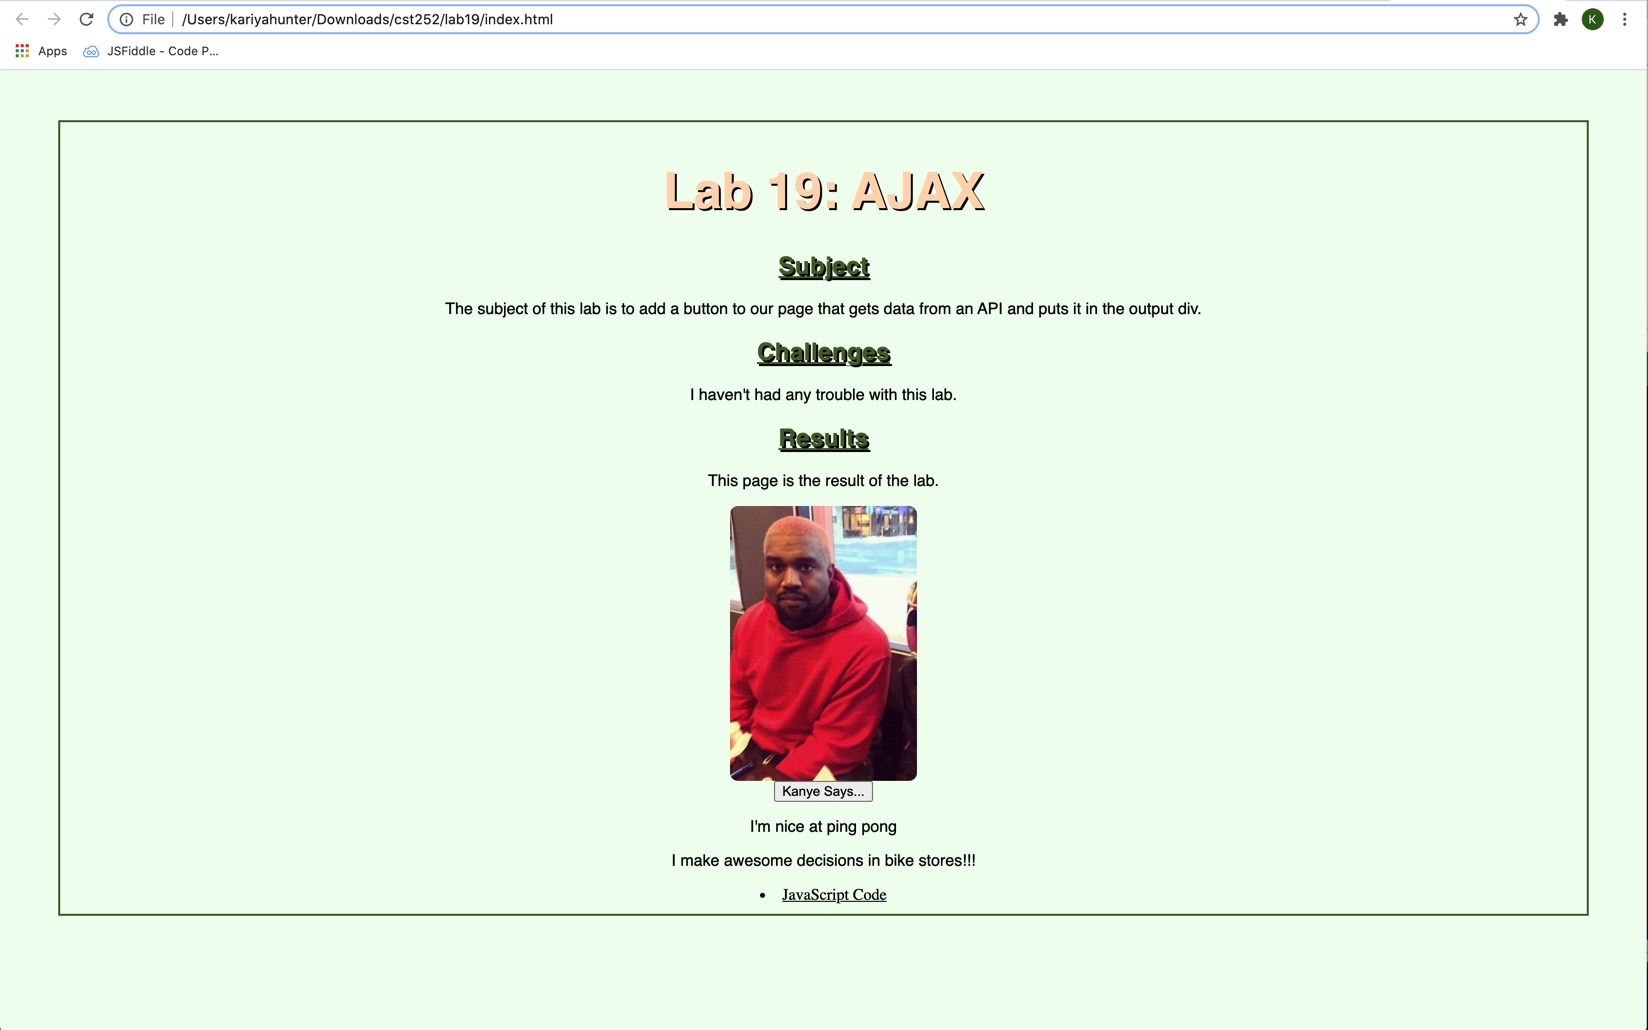 File /Users/kariyahunter/Downloads/cst252/lab19/index.html
K
Apps JSFiddle - Code P...
Lab 19: AJAX
Subject
The subject of this lab is to add a button to our page that gets data from an API and puts it in the output div.
Challenges
I haven't had any trouble with this lab.
Results
This page is the result of the lab.
Kanye Says...
I'm nice at ping pong
I make awesome decisions in bike stores!!!
JavaScript Code